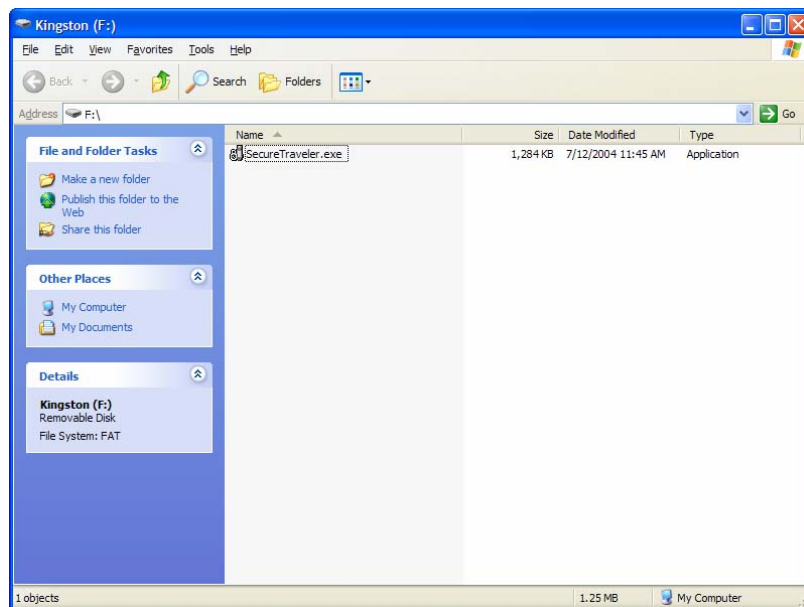 Kingston (F:)
File Edit View Favorites Tools Help
Back Search Folders
Address F:\ Go
Name Size Date Modified Type
SecureTraveler.exe 1,284 KB 7/12/2004 11:45 AM Application
File and Folder Tasks
Make a new folder
Publish this folder to the
Web
Share this folder
Other Places
My Computer
My Documents
Details
Kingston (F:)
Removable Disk
File System: FAT
1 objects 1.25 MB My Computer